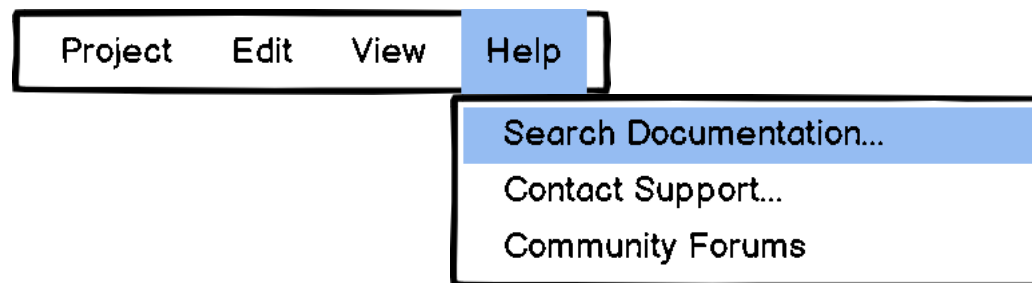 Project Edit View Help
Search Documentation...
Contact Support...
Community Forums